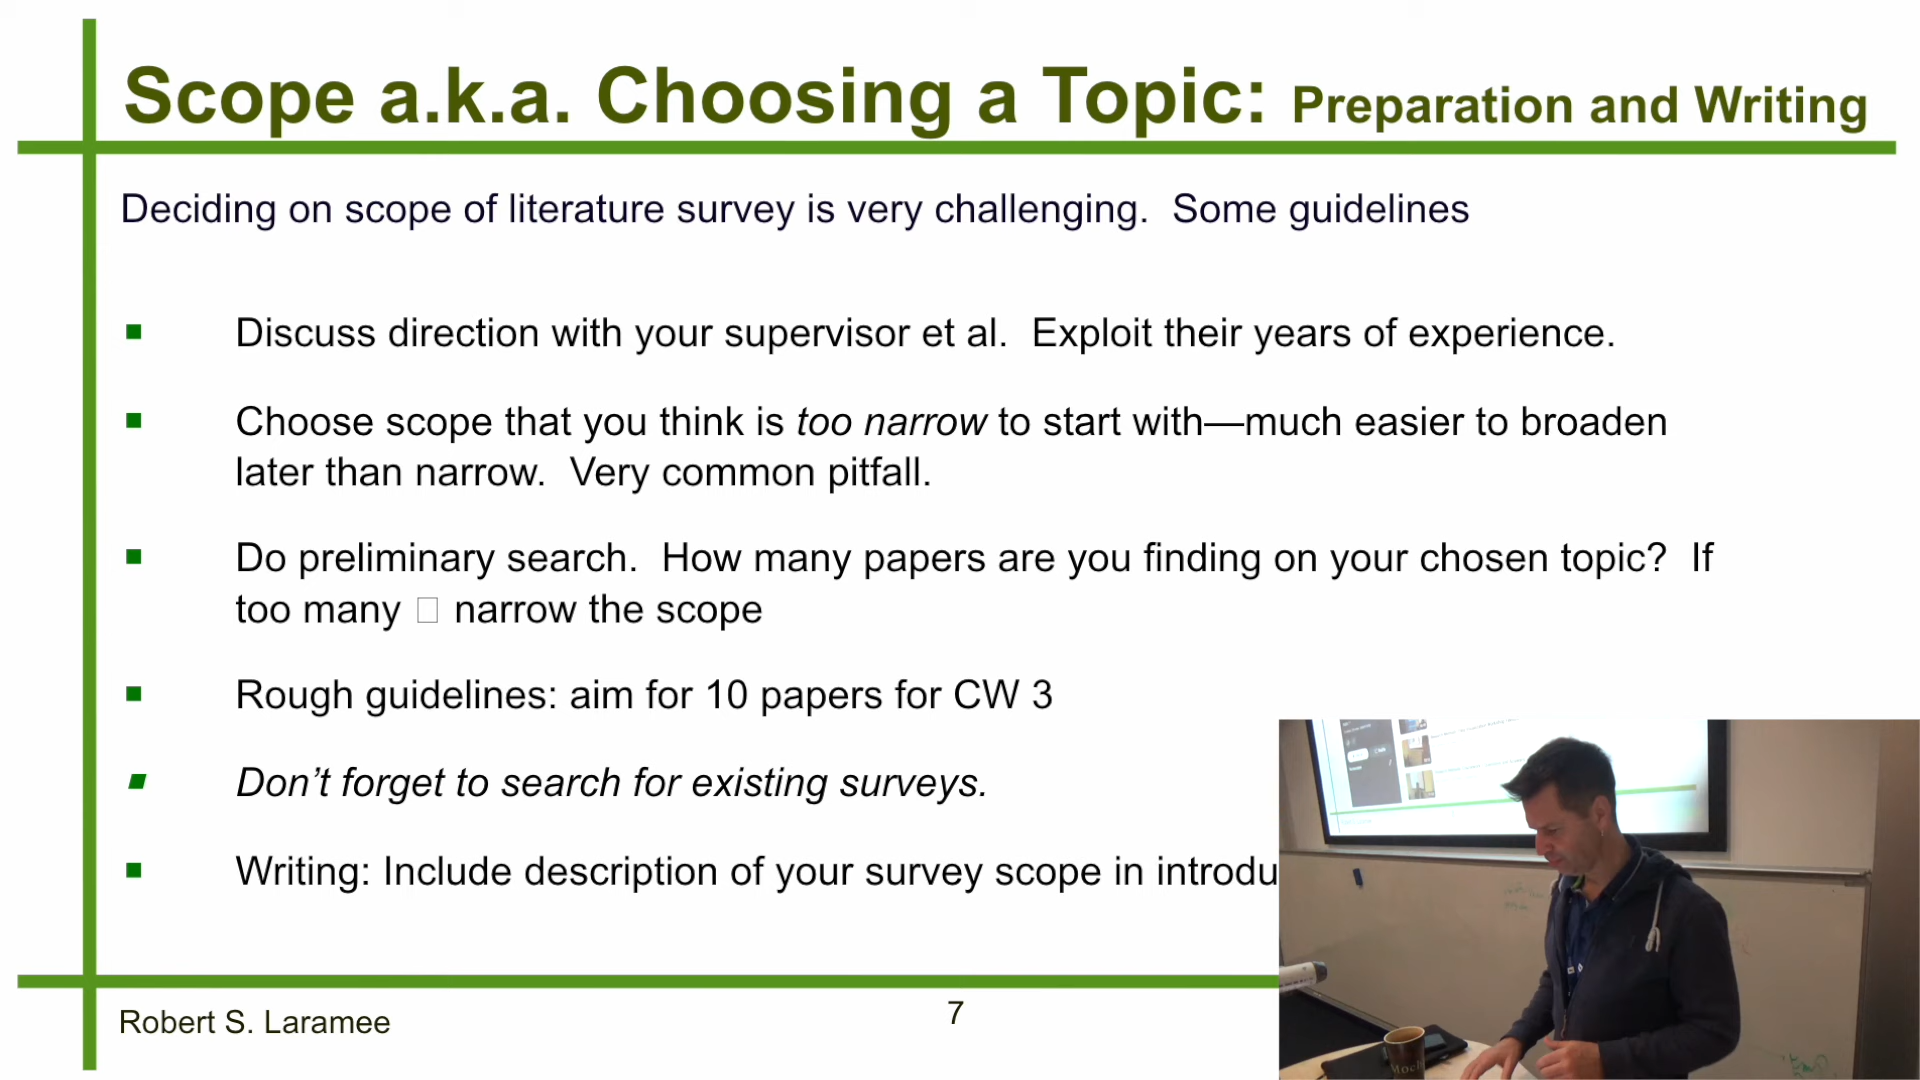 Scope a.k.a. Choosing a Topic: Preparation and Writing
Deciding on scope of literature survey is very challenging.  Some guidelines
Discuss direction with your supervisor et al.  Exploit their years of experience.
Choose scope that you think is too narrow to start with—much easier to broaden
later than narrow.  Very common pitfall.
Do preliminary search.  How many papers are you finding on your chosen topic?  If
too many □ narrow the scope
Rough guidelines: aim for 10 papers for CW 3
Don’t forget to search for existing surveys.
Writing: Include description of your survey scope in introdu
Robert S. Laramee
7